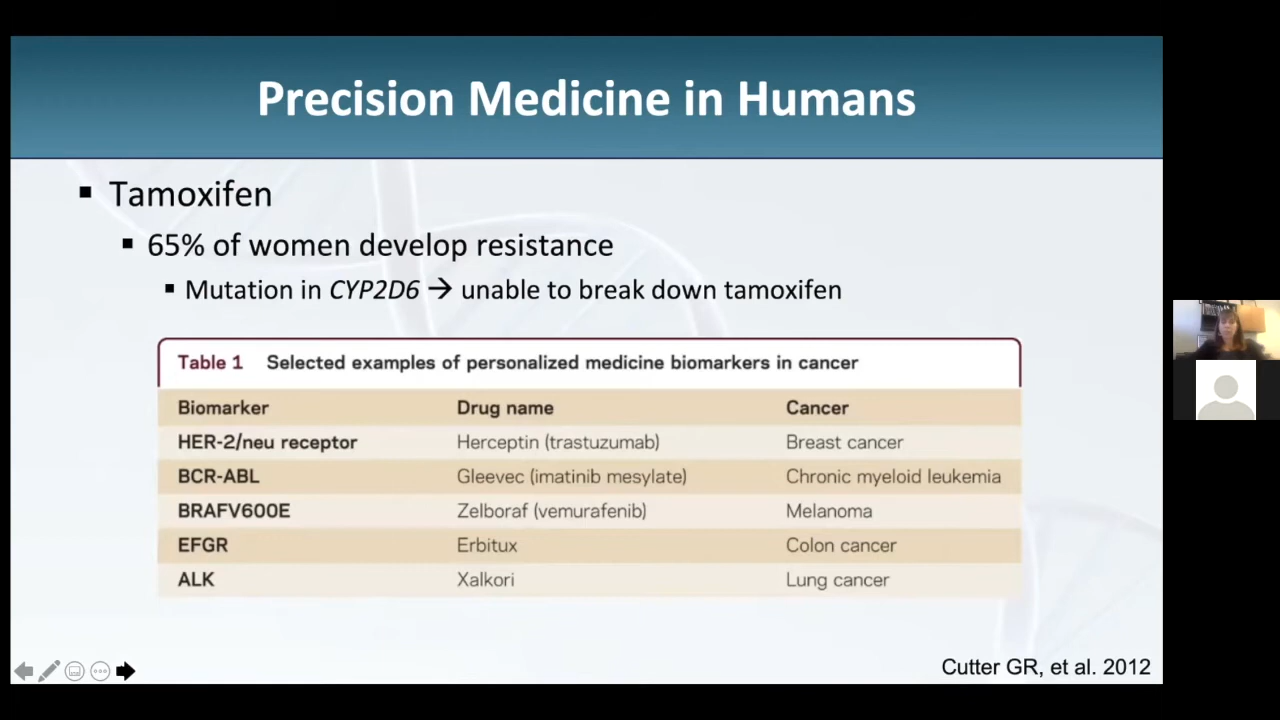 Precision Medicine in Humans
▪ Tamoxifen
▪ 65% of women develop resistance
▪ Mutation in CYP2D6 → unable to break down tamoxifen
Table 1 Selected examples of personalized medicine biomarkers in cancer
Biomarker Drug name Cancer
HER-2/neu receptor Herceptin (trastuzumab) Breast cancer
BCR-ABL Gleevec (imatinib mesylate) Chronic myeloid leukemia
BRAFV600E Zelboraf (vemurafenib) Melanoma
EFGR Erbitux Colon cancer
ALK Xalkori Lung cancer
Cutter GR, et al. 2012